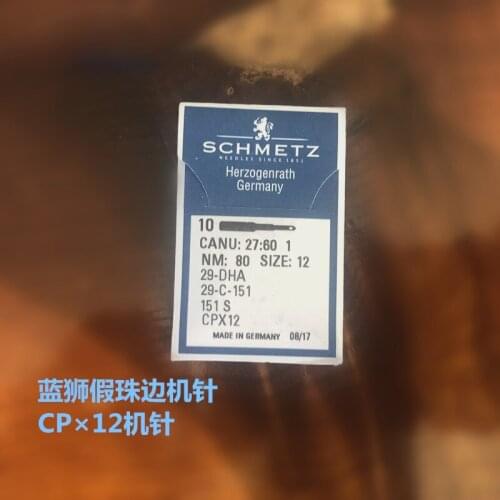 SCHMETZ
NEEDLES SINCE 1851
Herzogenrath
Germany
10
CANU: 27:60 1
NM: 80 SIZE: 12
29-DHA
29-C-151
151 S
CPX12
MADE IN GERMANY 08/17
蓝狮假珠边机针
CP×12机针